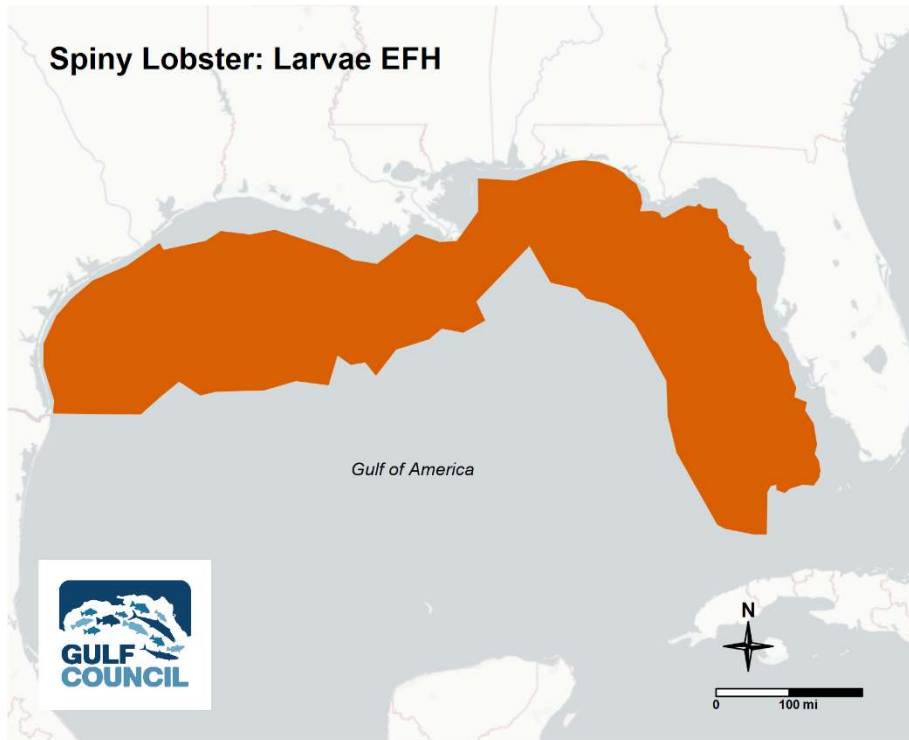 Spiny Lobster: Larvae EFH
Gulf of America
GULF
COUNCIL
N
0 100 mi